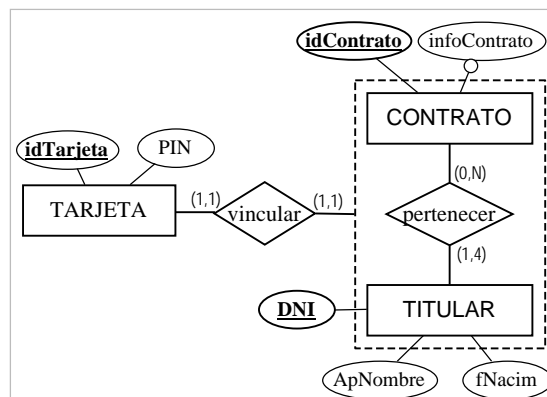 idContrato
infoContrato
CONTRATO
idTarjeta
PIN
(0,N)
TARJETA
(1,1)
vincular
(1,1)
pertenecer
(1,4)
DNI
TITULAR
ApNombre
fNacim